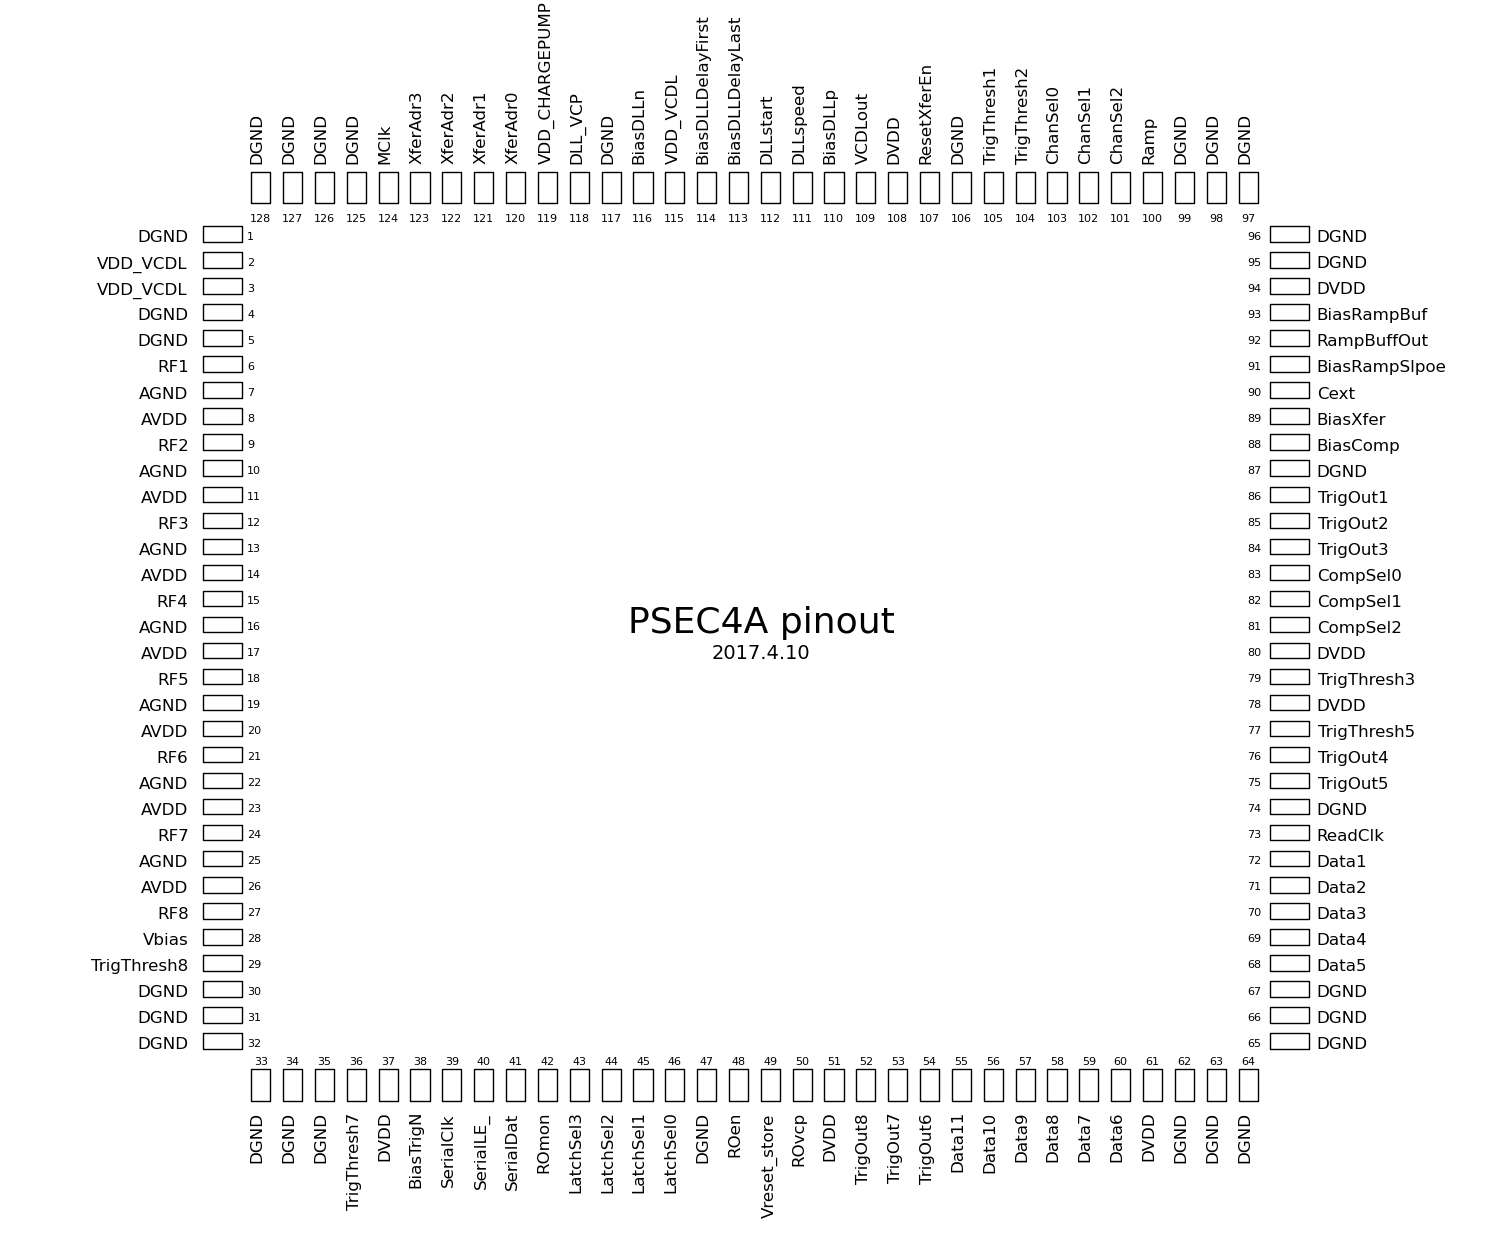 DGND
DGND
DGND
DGND
MClk
XferAdr3
XferAdr2
XferAdr1
XferAdr0
VDD_CHARGEPUMP
DLL_VCP
DGND
BiasDLLn
VDD_VCDL
BiasDLLDelayFirst
BiasDLLDelayLast
DLLstart
DLLspeed
BiasDLLp
VCDLout
DVDD
ResetXferEn
DGND
TrigThresh1
TrigThresh2
ChanSel0
ChanSel1
ChanSel2
Ramp
DGND
DGND
DGND
128 127 126 125 124 123 122 121 120 119 118 117 116 115 114 113 112 111 110 109 108 107 106 105 104 103 102 101 100 99 98 97
DGND 1
VDD_VCDL 2
VDD_VCDL 3
DGND 4
DGND 5
RF1 6
AGND 7
AVDD 8
RF2 9
AGND 10
AVDD 11
RF3 12
AGND 13
AVDD 14
RF4 15
AGND 16
AVDD 17
RF5 18
AGND 19
AVDD 20
RF6 21
AGND 22
AVDD 23
RF7 24
AGND 25
AVDD 26
RF8 27
Vbias 28
TrigThresh8 29
DGND 30
DGND 31
DGND 32
PSEC4A pinout
2017.4.10
96 DGND
95 DGND
94 DVDD
93 BiasRampBuf
92 RampBuffOut
91 BiasRampSlpoe
90 Cext
89 BiasXfer
88 BiasComp
87 DGND
86 TrigOut1
85 TrigOut2
84 TrigOut3
83 CompSel0
82 CompSel1
81 CompSel2
80 DVDD
79 TrigThresh3
78 DVDD
77 TrigThresh5
76 TrigOut4
75 TrigOut5
74 DGND
73 ReadClk
72 Data1
71 Data2
70 Data3
69 Data4
68 Data5
67 DGND
66 DGND
65 DGND
33 34 35 36 37 38 39 40 41 42 43 44 45 46 47 48 49 50 51 52 53 54 55 56 57 58 59 60 61 62 63 64
DGND
DGND
DGND
TrigThresh7
DVDD
BiasTrigN
SerialClk
SerialLE_
SerialDat
ROmon
LatchSel3
LatchSel2
LatchSel1
LatchSel0
DGND
ROen
Vreset_store
ROvcp
DVDD
TrigOut8
TrigOut7
TrigOut6
Data11
Data10
Data9
Data8
Data7
Data6
DVDD
DGND
DGND
DGND